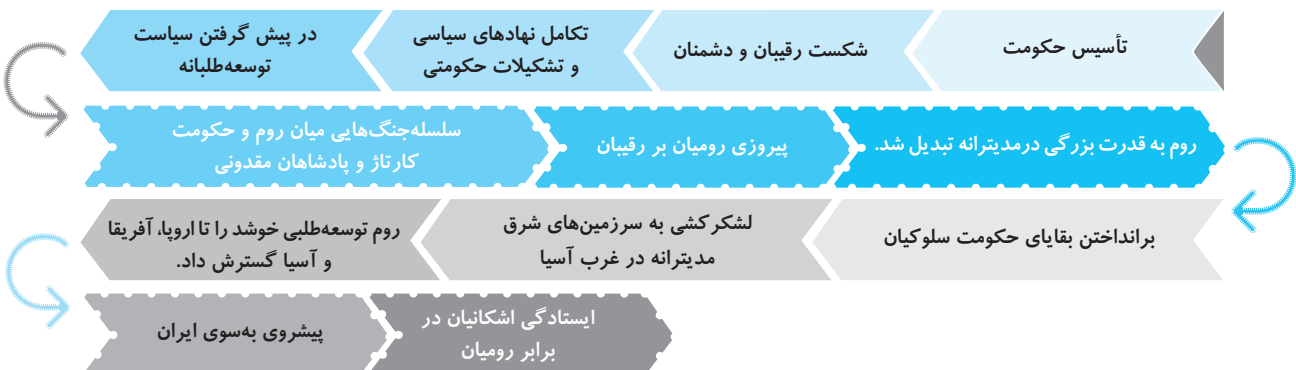 تأسیس حکومت
شکست رقیبان و دشمنان
تکامل نهادهای سیاسی
و تشکیلات حکومتی
در پیش گرفتن سیاست
توسعه‌طلبانه
سلسله‌جنگ‌هایی میان روم و حکومت
کارتاژ و پادشاهان مقدونی
پیروزی رومیان بر رقیبان
روم به قدرت بزرگی درمدیترانه تبدیل شد.
برانداختن بقایای حکومت سلوکیان
لشکرکشی به سرزمین‌های شرق
مدیترانه در غرب آسیا
روم توسعه‌طلبی خوشد را تا اروپا، آفریقا
و آسیا گسترش داد.
پیشروی به‌سوی ایران
ایستادگی اشکانیان در
برابر رومیان